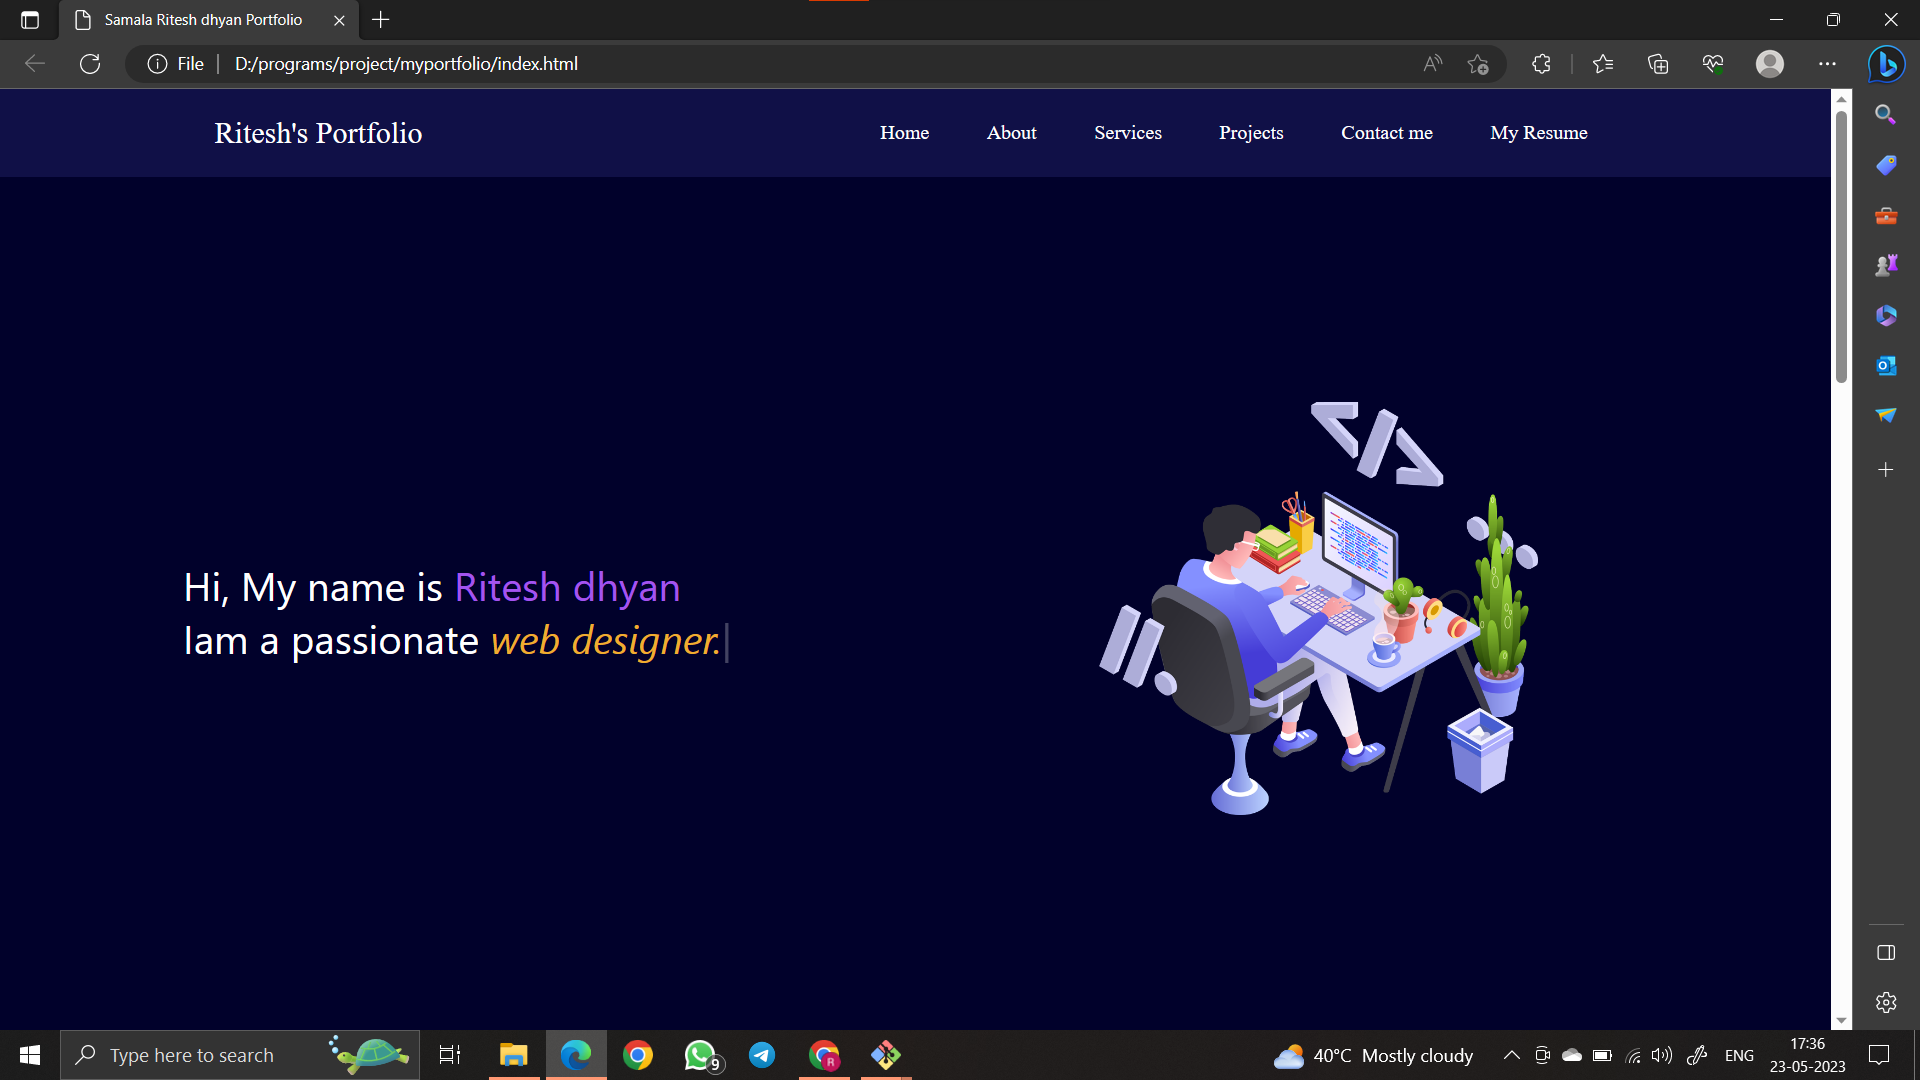 Samala Ritesh dhyan Portfolio
File
D:/programs/project/myportfolio/index.html
Ritesh's Portfolio
Home
About
Services
Projects
Contact me
My Resume
Hi, My name is Ritesh dhyan
Iam a passionate web designer.
Type here to search
9
R
40°C Mostly cloudy
ENG
17:36
23-05-2023